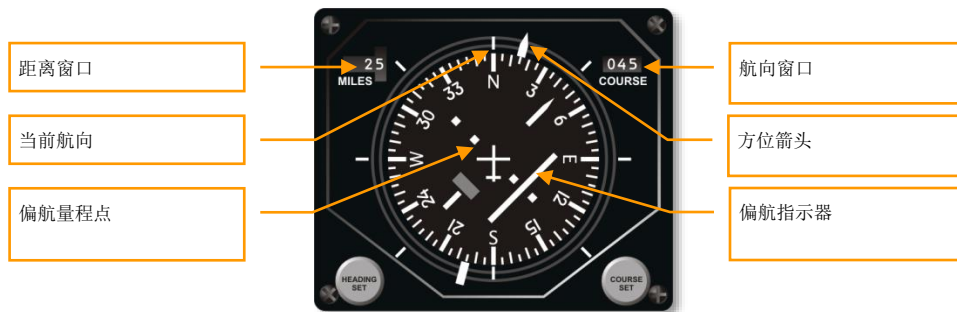 距离窗口
当前航向
偏航量程点
25
MILES
045
COURSE
N
3
6
E
12
15
S
21
24
W
30
33
HEADING
SET
COURSE
SET
航向窗口
方位箭头
偏航指示器